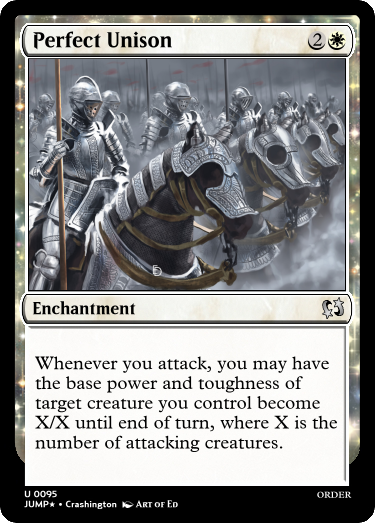 Perfect Unison 2
Enchantment
Whenever you attack, you may have
the base power and toughness of
target creature you control become
X/X until end of turn, where X is the
number of attacking creatures.
U 0095 ORDER
JUMP★ • Crashington Art of Ed